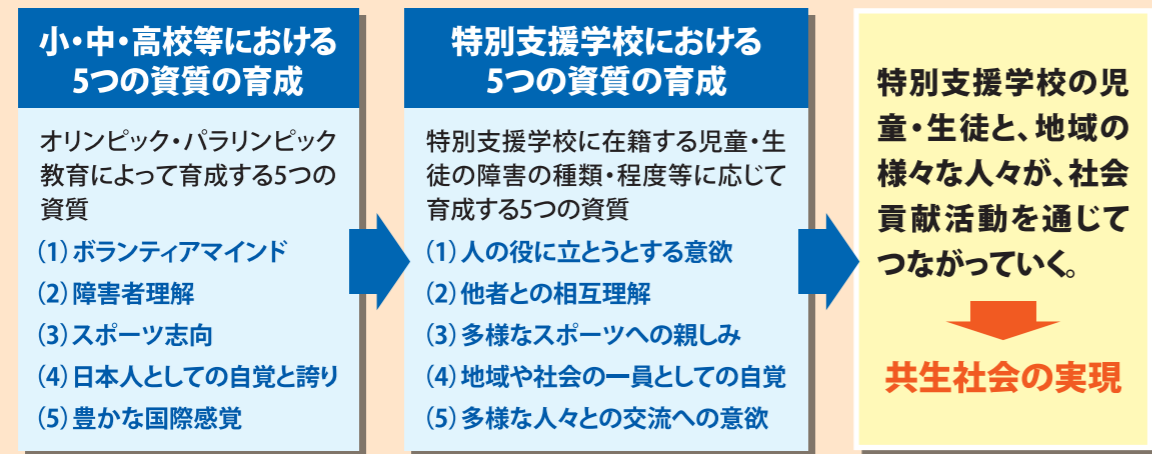 小・中・高校等における
5つの資質の育成
オリンピック・パラリンピック
教育によって育成する5つの
資質
(1)ボランティアマインド
(2)障害者理解
(3)スポーツ志向
(4)日本人としての自覚と誇り
(5)豊かな国際感覚
特別支援学校における
5つの資質の育成
特別支援学校に在籍する児童・生
徒の障害の種類・程度等に応じて
育成する5つの資質
(1)人の役に立とうとする意欲
(2)他者との相互理解
(3)多様なスポーツへの親しみ
(4)地域や社会の一員としての自覚
(5)多様な人々との交流への意欲
特別支援学校の児
童・生徒と、地域の
様々な人々が、社会
貢献活動を通じて
つながっていく。
共生社会の実現